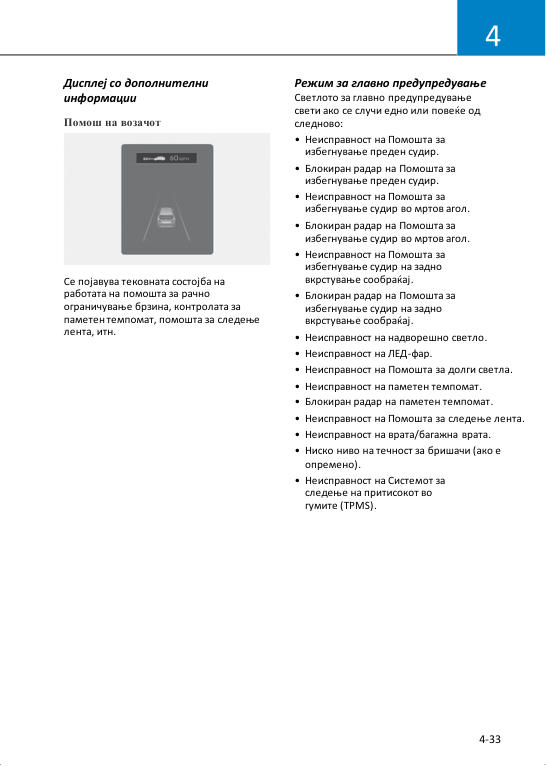 4
Дисплеј со дополнителни
информации
Помош на возачот
60
Се појавува тековната состојба на
работата на помошта за рачно
ограничување брзина, контролата за
паметен темпомат, помошта за следење
лента, итн.
Режим за главно предупредување
Светлото за главно предупредување
свети ако се случи едно или повеќе од
следново:
• Неисправност на Помошта за
избегнување преден судир.
• Блокиран радар на Помошта за
избегнување преден судир.
• Неисправност на Помошта за
избегнување судир во мртов агол.
• Блокиран радар на Помошта за
избегнување судир во мртов агол.
• Неисправност на Помошта за
избегнување судир на задно
вкрстување сообраќај.
• Блокиран радар на Помошта за
избегнување судир на задно
вкрстување сообраќај.
• Неисправност на надворешно светло.
• Неисправност на ЛЕД-фар.
• Неисправност на Помошта за долги светла.
• Неисправност на паметен темпомат.
• Блокиран радар на паметен темпомат.
• Неисправност на Помошта за следење лента.
• Неисправност на врата/багажна врата.
• Ниско ниво на течност за бришачи (ако е
опремено).
• Неисправност на Системот за
следење на притисокот во
гумите (TPMS).
4-33